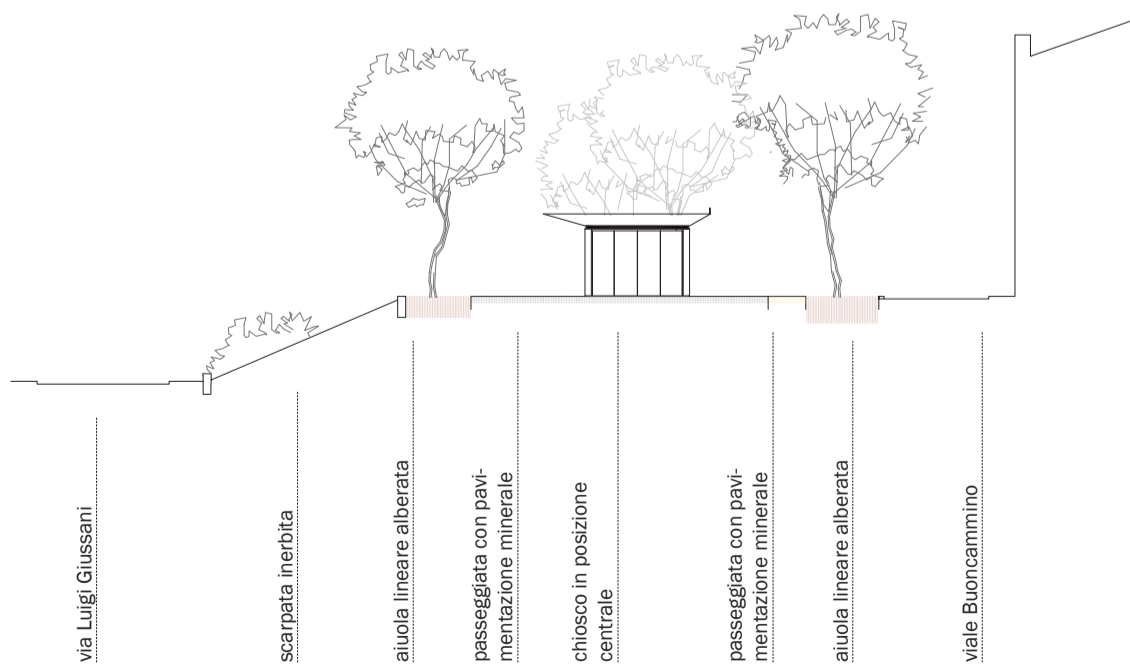 via Luigi Giussani
scarpata inerbita
aiuola lineare alberata
passeggiata con pavi-
mentazione minerale
chiosco in posizione
centrale
passeggiata con pavi-
mentazione minerale
aiuola lineare alberata
viale Buoncammino